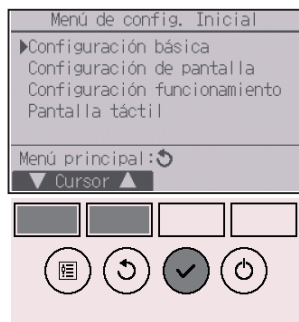 Menú de config. Inicial
▶Configuración básica
Configuración de pantalla
Configuración funcionamiento
Pantalla táctil
Menú principal:↺
▼ Cursor ▲